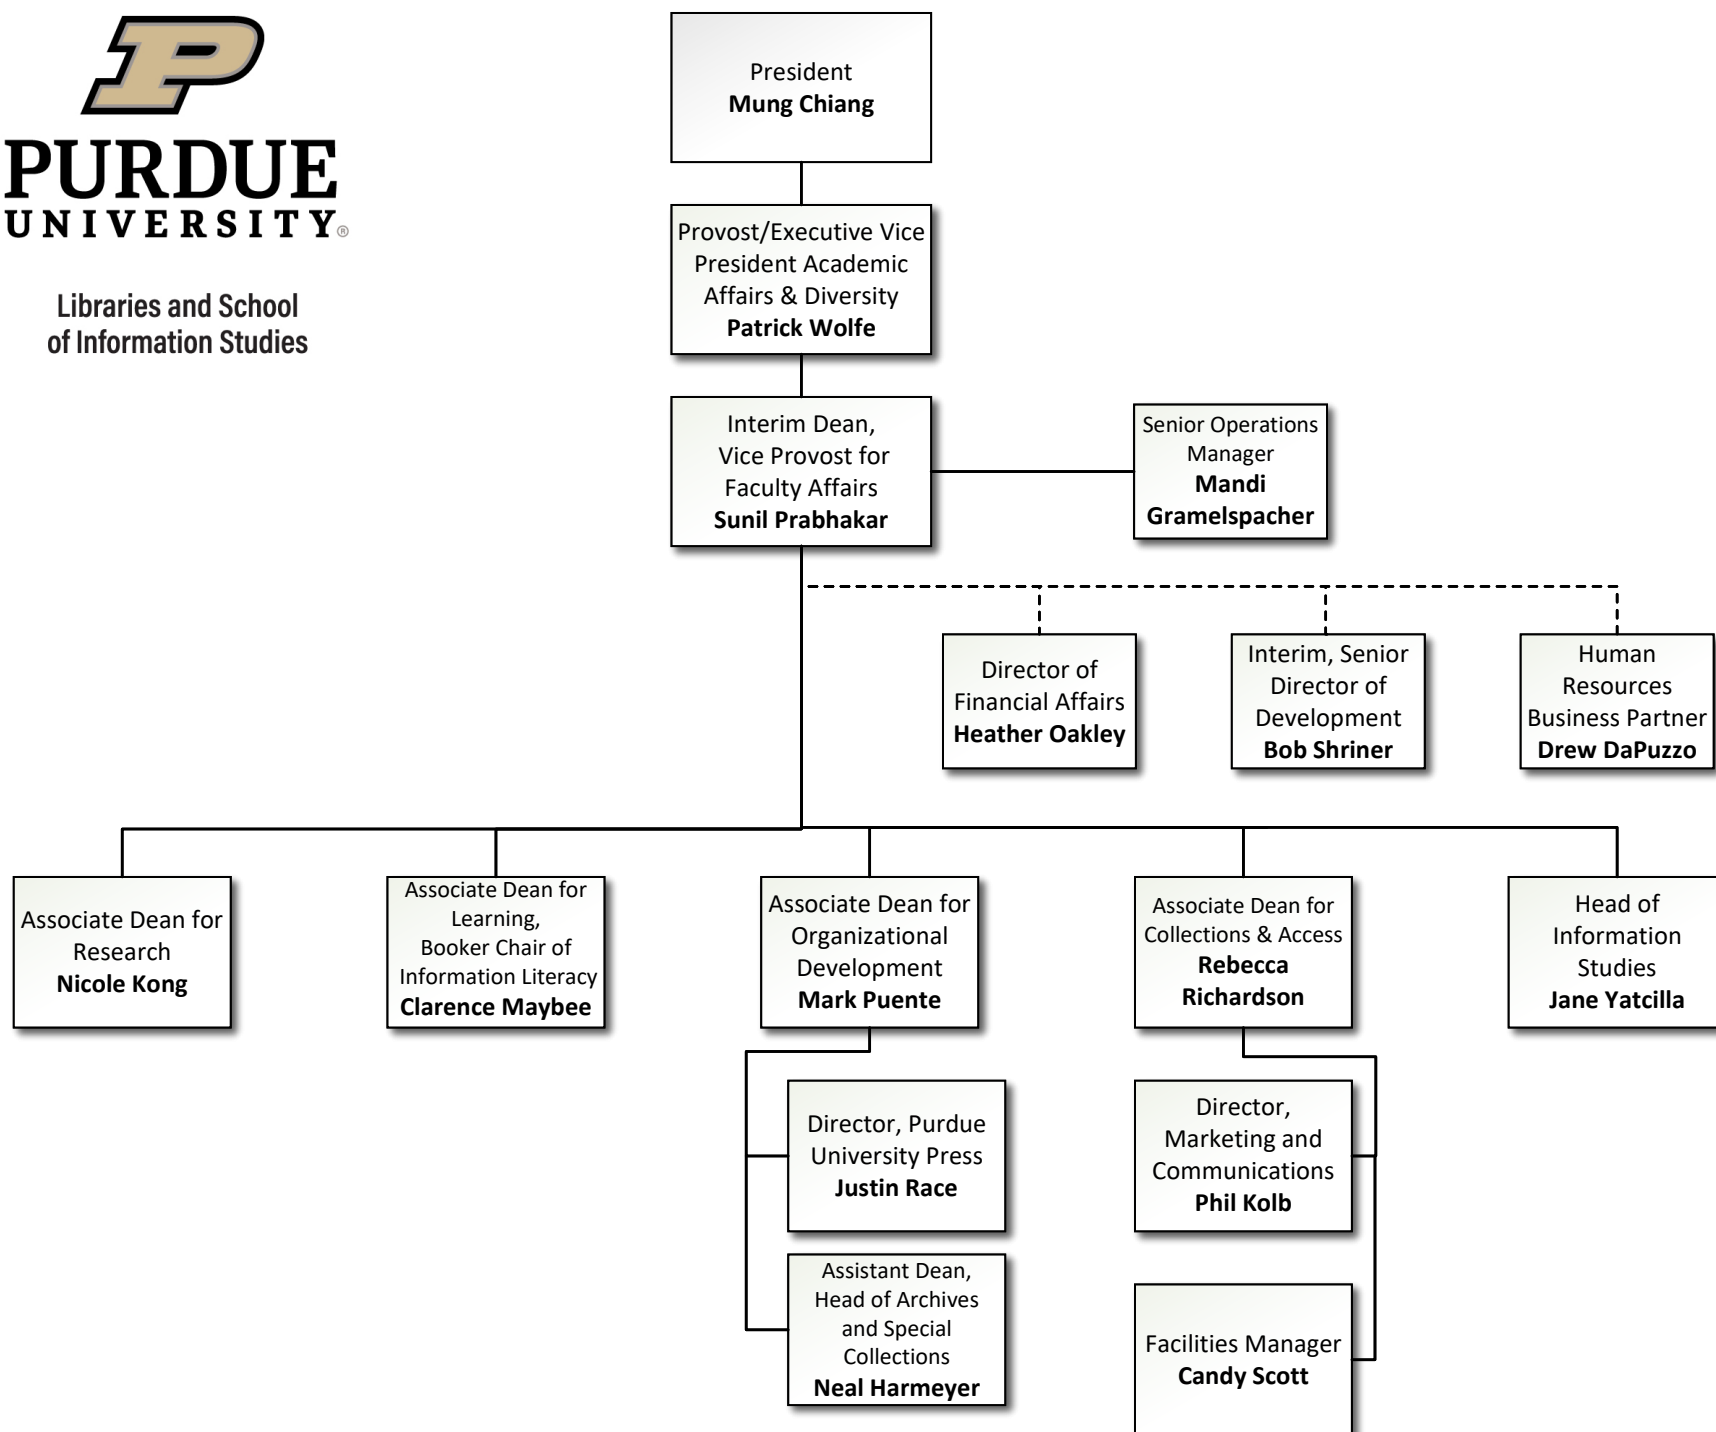 PURDUE
UNIVERSITY®
Libraries and School
of Information Studies
President
Mung Chiang
Provost/Executive Vice
President Academic
Affairs & Diversity
Patrick Wolfe
Interim Dean,
Vice Provost for
Faculty Affairs
Sunil Prabhakar
Senior Operations
Manager
Mandi
Gramelspacher
Director of
Financial Affairs
Heather Oakley
Interim, Senior
Director of
Development
Bob Shriner
Human
Resources
Business Partner
Drew DaPuzzo
Associate Dean for
Research
Nicole Kong
Associate Dean for
Learning,
Booker Chair of
Information Literacy
Clarence Maybee
Associate Dean for
Organizational
Development
Mark Puente
Associate Dean for
Collections & Access
Rebecca
Richardson
Head of
Information
Studies
Jane Yatcilla
Director, Purdue
University Press
Justin Race
Assistant Dean,
Head of Archives
and Special
Collections
Neal Harmeyer
Director,
Marketing and
Communications
Phil Kolb
Facilities Manager
Candy Scott